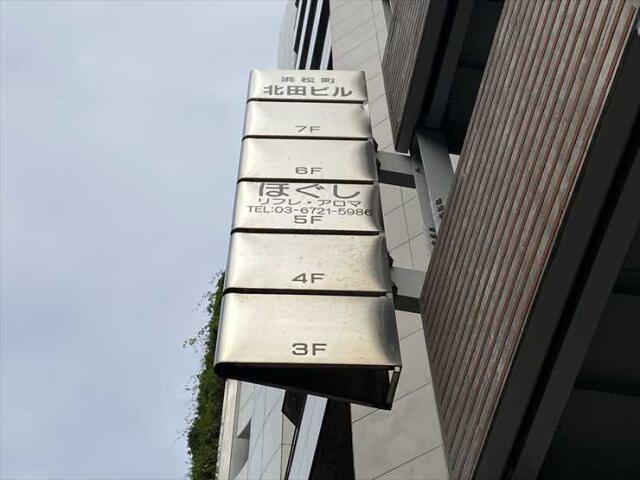 浜松町
北田ビル
7F
6F
ほぐし
リフレ・アロマ
TEL:03-6721-5986
5F
4F
3F